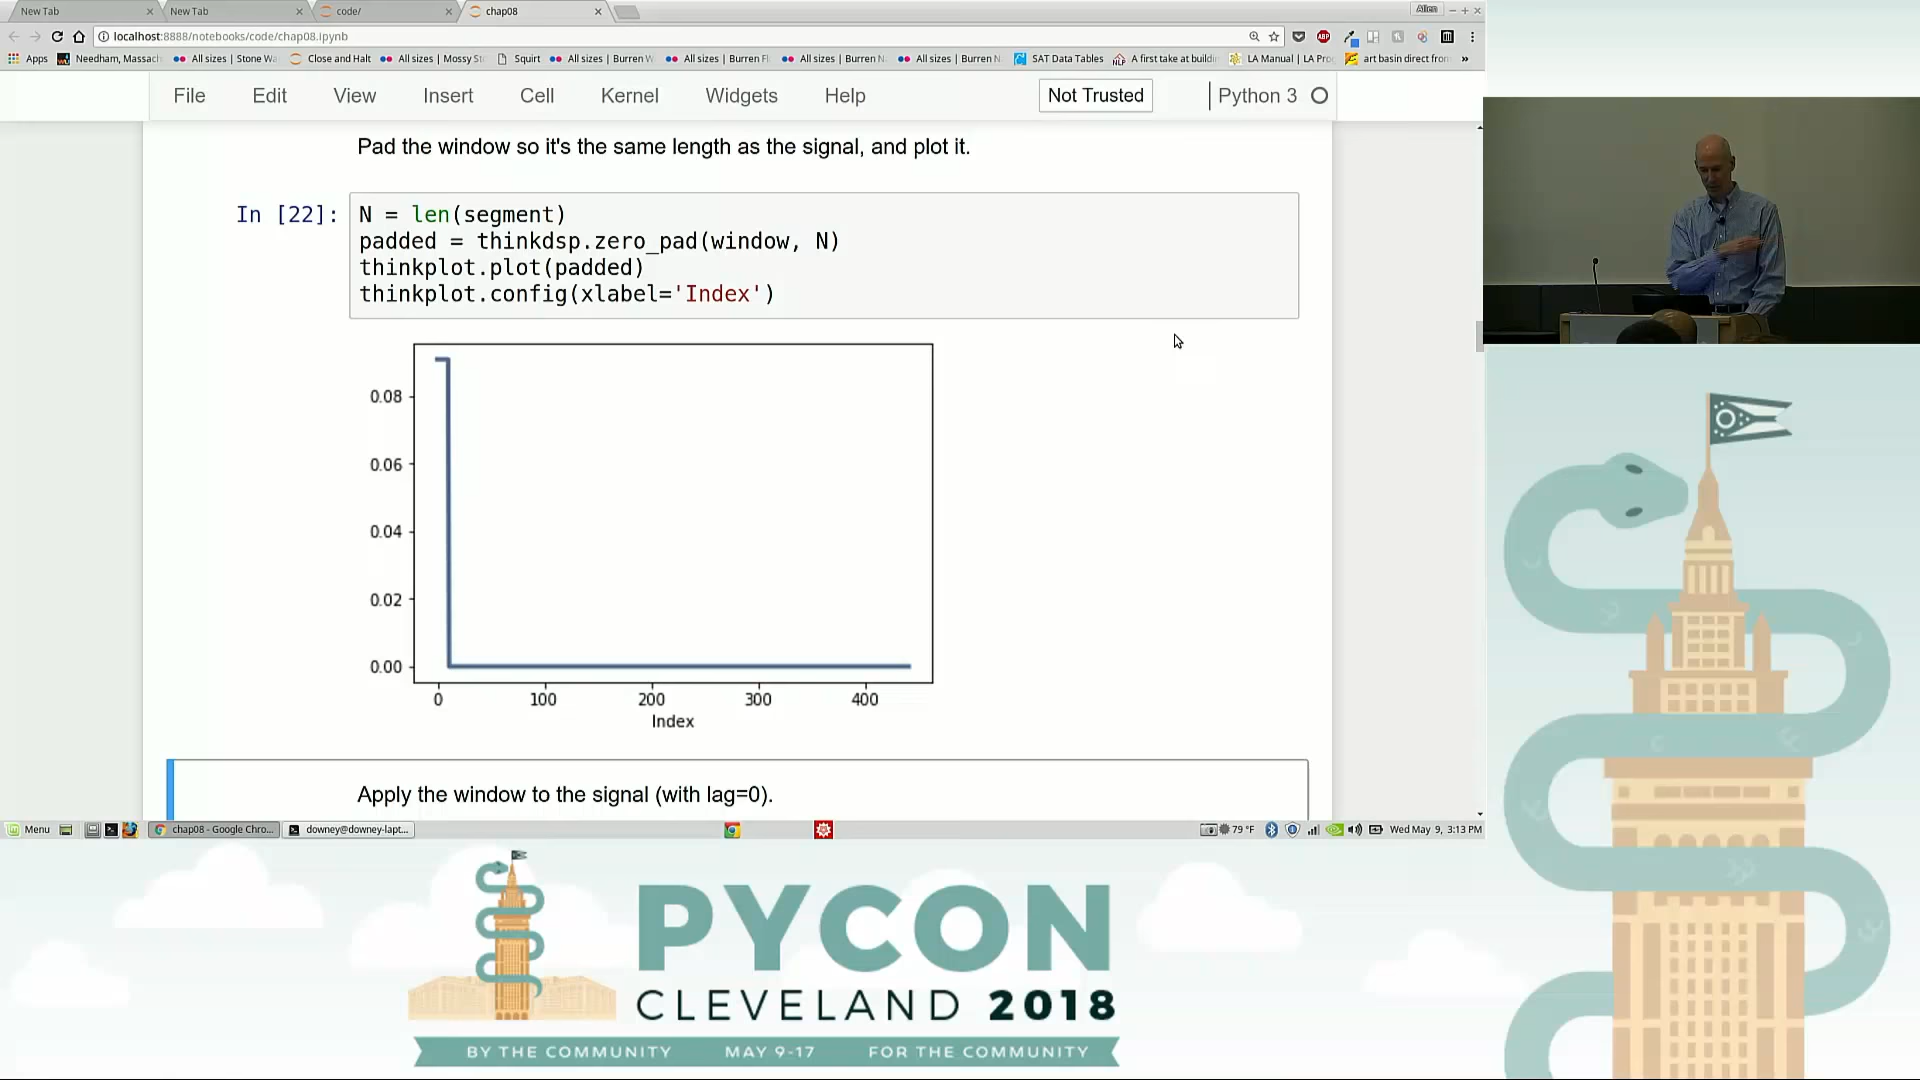 New Tab
New Tab
code/
chap08
Allen
localhost:8888/notebooks/code/chap08.ipynb
Apps
Needham, Massach
All sizes | Stone Wa
Close and Halt
All sizes | Mossy St
Squirt
All sizes | Burren W
All sizes | Burren Fl
All sizes | Burren N
All sizes | Burren N
SAT Data Tables
A first take at buildin
LA Manual | LA Pro
art basin direct from
»
File
Edit
View
Insert
Cell
Kernel
Widgets
Help
Not Trusted
Python 3
Pad the window so it's the same length as the signal, and plot it.
In [22]:
N = len(segment)
padded = thinkdsp.zero_pad(window, N)
thinkplot.plot(padded)
thinkplot.config(xlabel='Index')
0.08
0.06
0.04
0.02
0.00
0
100
200
300
400
Index
Apply the window to the signal (with lag=0).
Menu
chap08 - Google Chro...
downey@downey-lapt...
79 °F
Wed May 9, 3:13 PM
PYCON
CLEVELAND 2018
BY THE COMMUNITY
MAY 9-17
FOR THE COMMUNITY